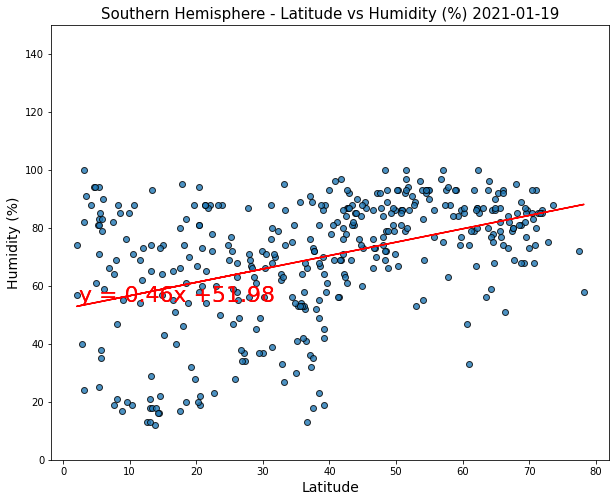 Southern Hemisphere - Latitude vs Humidity (%) 2021-01-19
140
120
100
80
60
40
20
0
Humidity (%)
y = 0.46x +51.98
0 10 20 30 40 50 60 70 80
Latitude